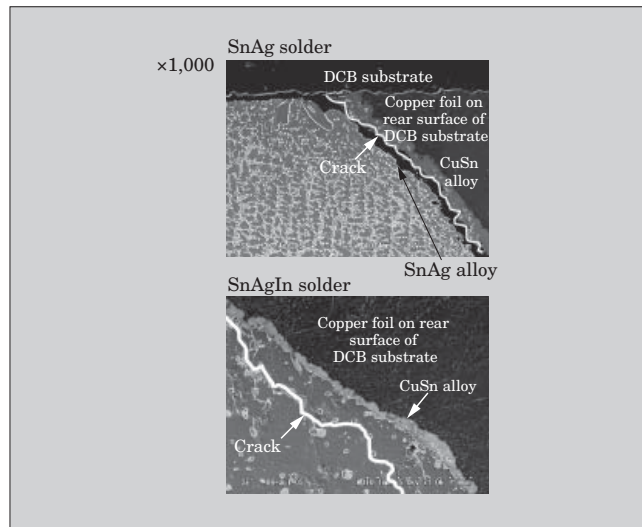 SnAg solder
×1,000
DCB substrate
Copper foil on
rear surface of
DCB substrate
Crack
CuSn
alloy
SnAg alloy
SnAgIn solder
Copper foil on rear
surface of
DCB substrate
CuSn alloy
Crack